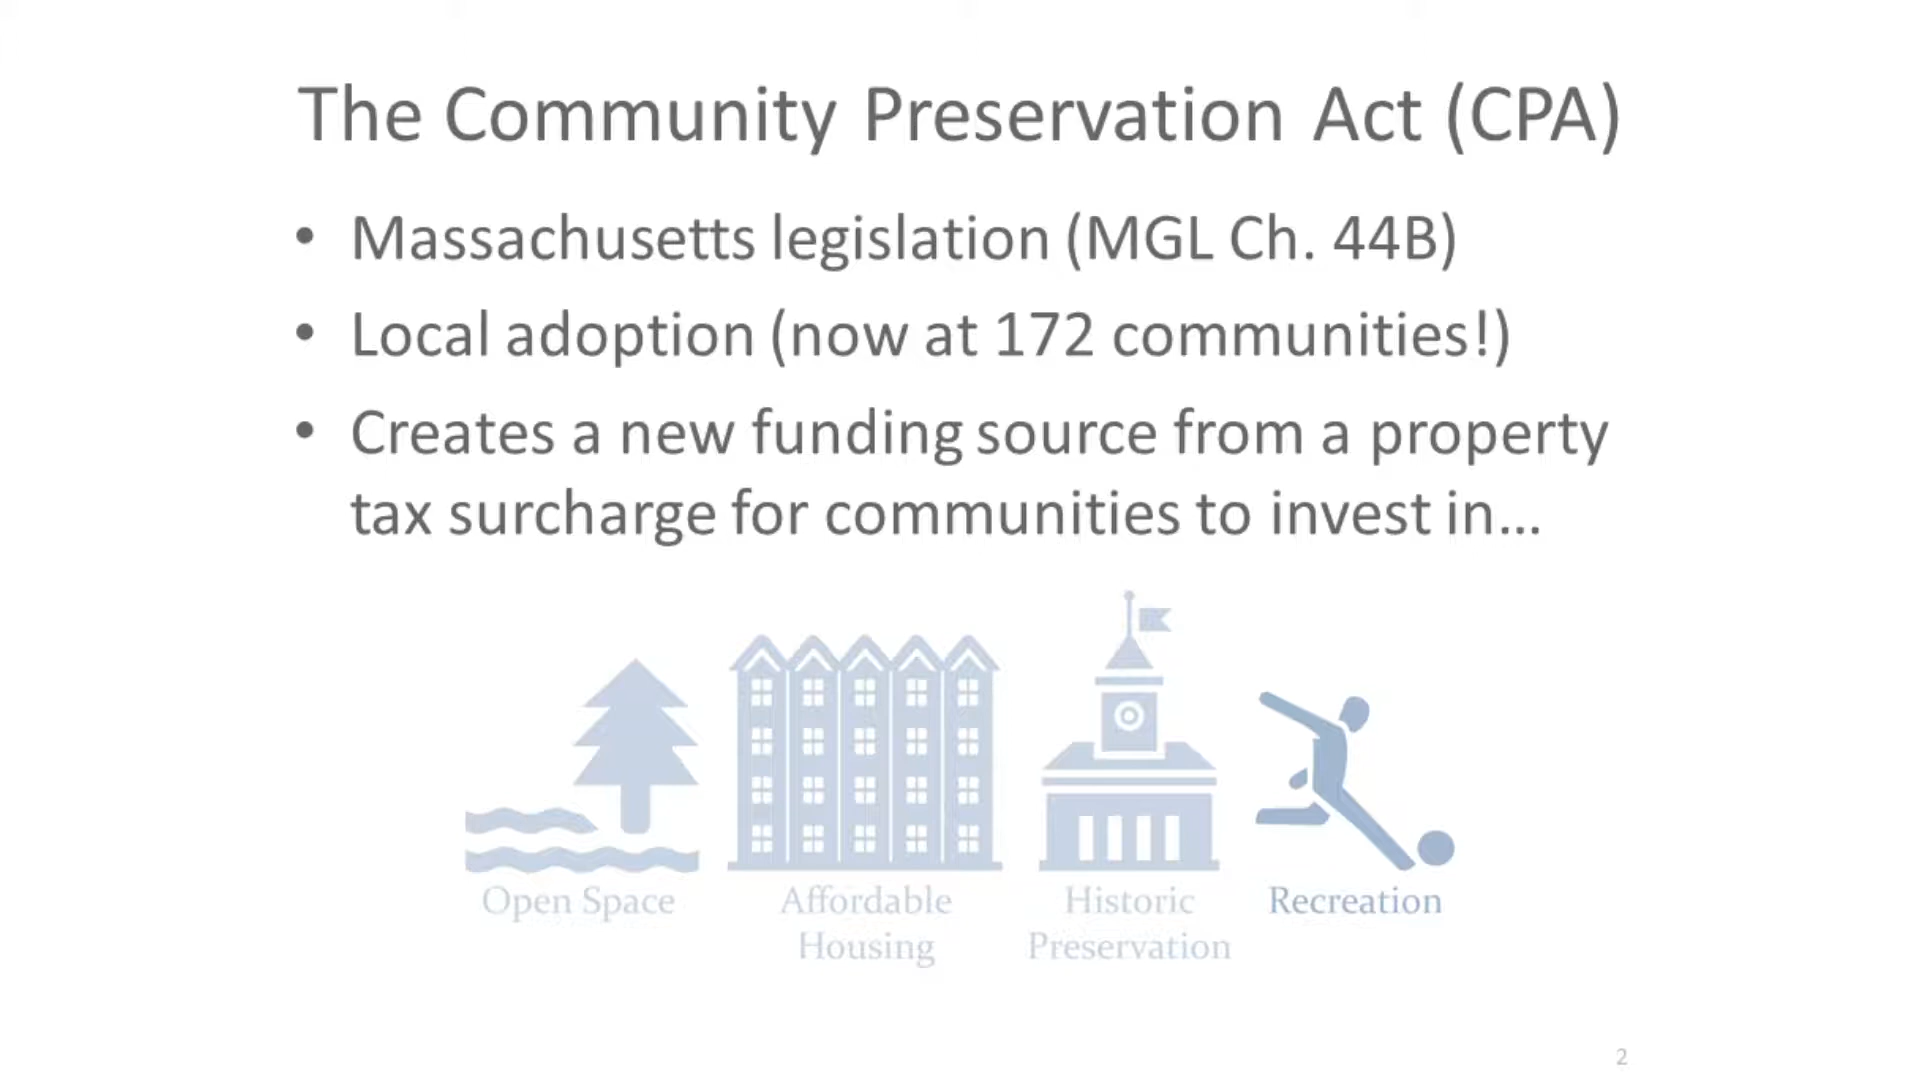 The Community Preservation Act (CPA)
• Massachusetts legislation (MGL Ch. 44B)
• Local adoption (now at 172 communities!)
• Creates a new funding source from a property
tax surcharge for communities to invest in...
Open Space
Affordable
Housing
Historic
Preservation
Recreation
2